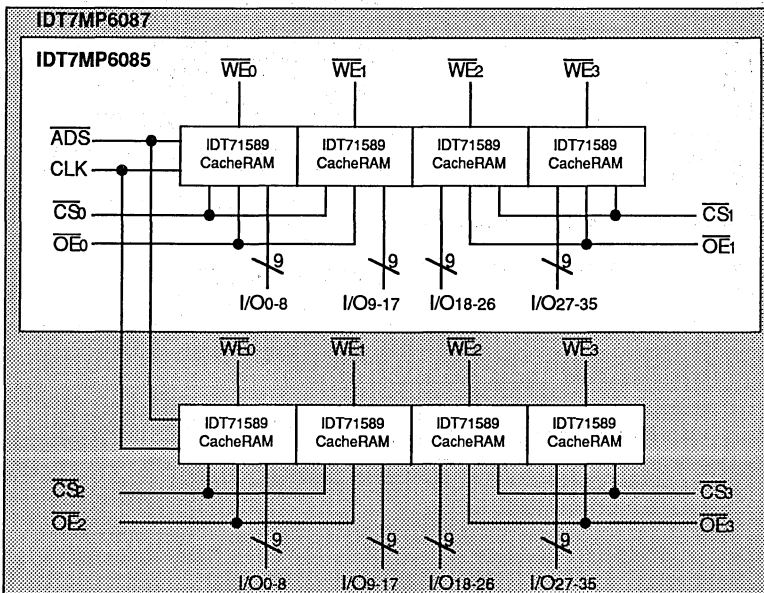 IDT7MP6087
IDT7MP6085
WE0 WE1 WE2 WE3
ADS
CLK
IDT71589 CacheRAM IDT71589 CacheRAM IDT71589 CacheRAM IDT71589 CacheRAM
CS0 CS1
OE0 OE1
9 9 9 9
I/O0-8 I/O9-17 I/O18-26 I/O27-35
WE0 WE1 WE2 WE3
IDT71589 CacheRAM IDT71589 CacheRAM IDT71589 CacheRAM IDT71589 CacheRAM
CS2 CS3
OE2 OE3
9 9 9 9
I/O0-8 I/O9-17 I/O18-26 I/O27-35